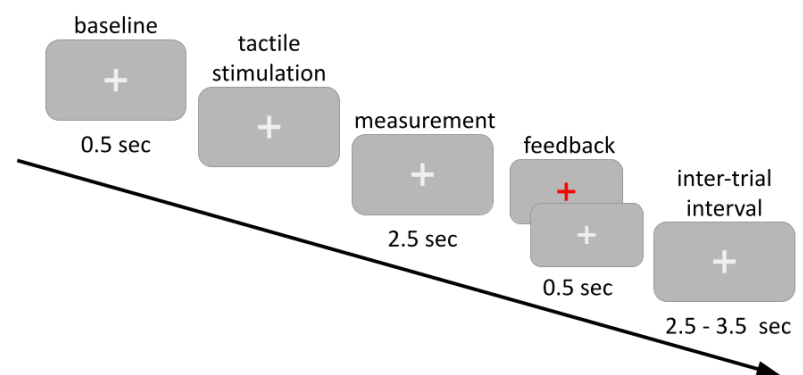 baseline
0.5 sec
tactile
stimulation
measurement
2.5 sec
feedback
0.5 sec
inter-trial
interval
2.5 - 3.5 sec